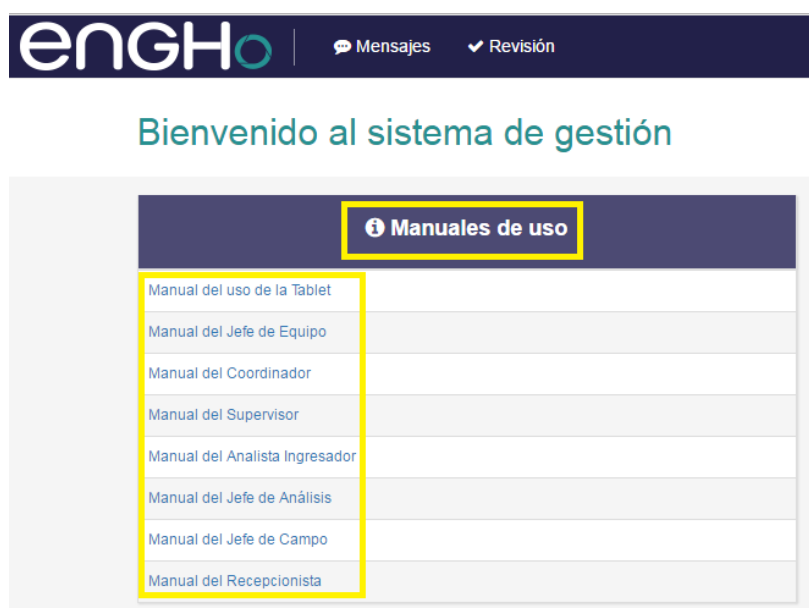 enGHo
Mensajes
Revisión
Bienvenido al sistema de gestión
Manuales de uso
Manual del uso de la Tablet
Manual del Jefe de Equipo
Manual del Coordinador
Manual del Supervisor
Manual del Analista Ingresador
Manual del Jefe de Análisis
Manual del Jefe de Campo
Manual del Recepcionista